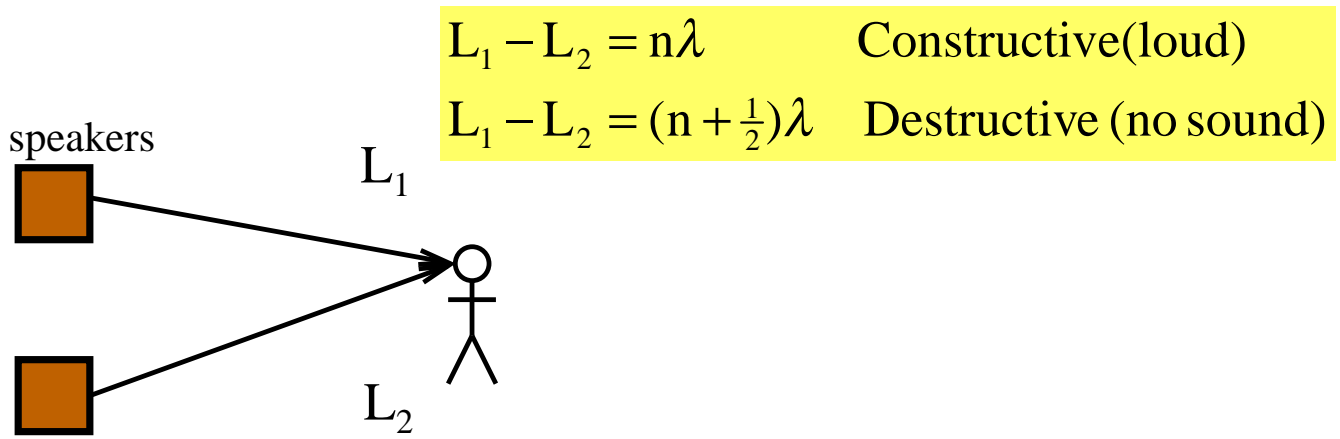 L₁ − L₂ = nλ Constructive(loud)
L₁ − L₂ = (n + ½)λ Destructive (no sound)
speakers
L₁
L₂